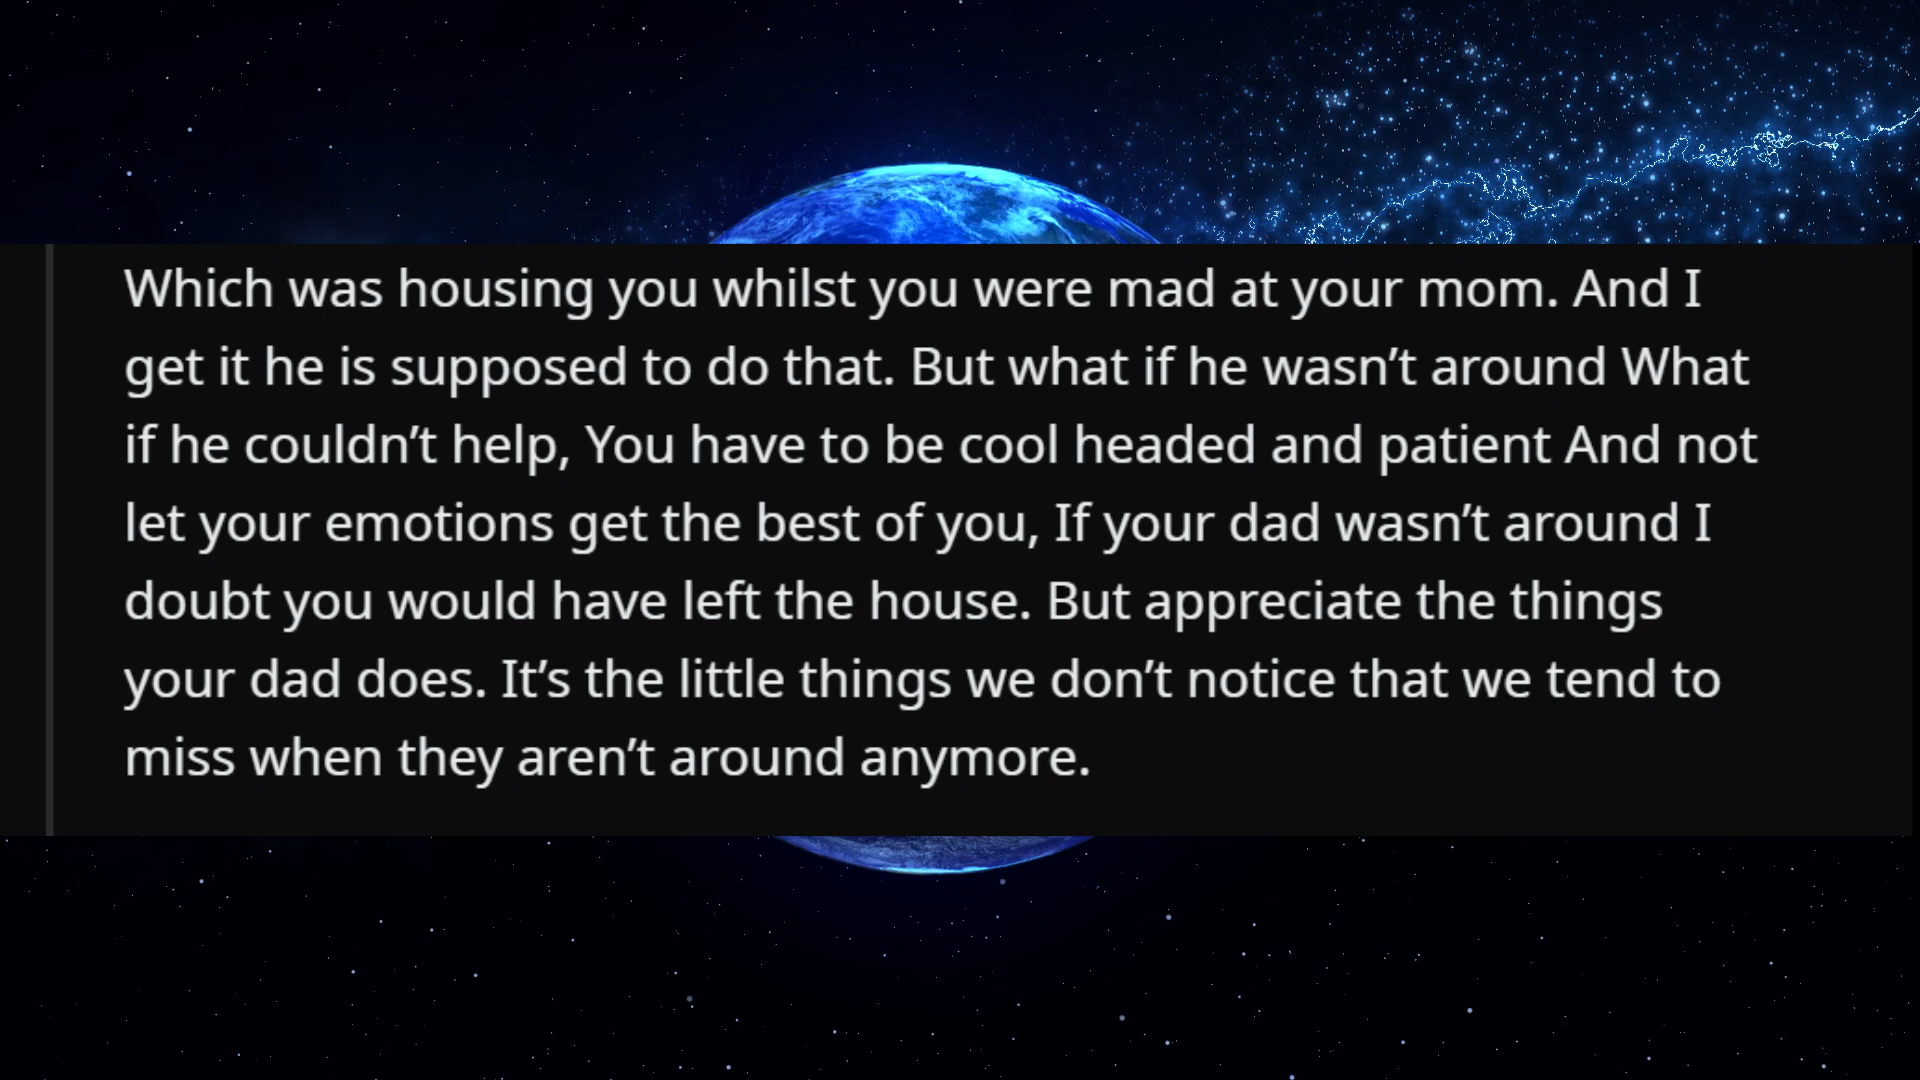 Which was housing you whilst you were mad at your mom. And I
get it he is supposed to do that. But what if he wasn’t around What
if he couldn’t help, You have to be cool headed and patient And not
let your emotions get the best of you, If your dad wasn’t around I
doubt you would have left the house. But appreciate the things
your dad does. It’s the little things we don’t notice that we tend to
miss when they aren’t around anymore.